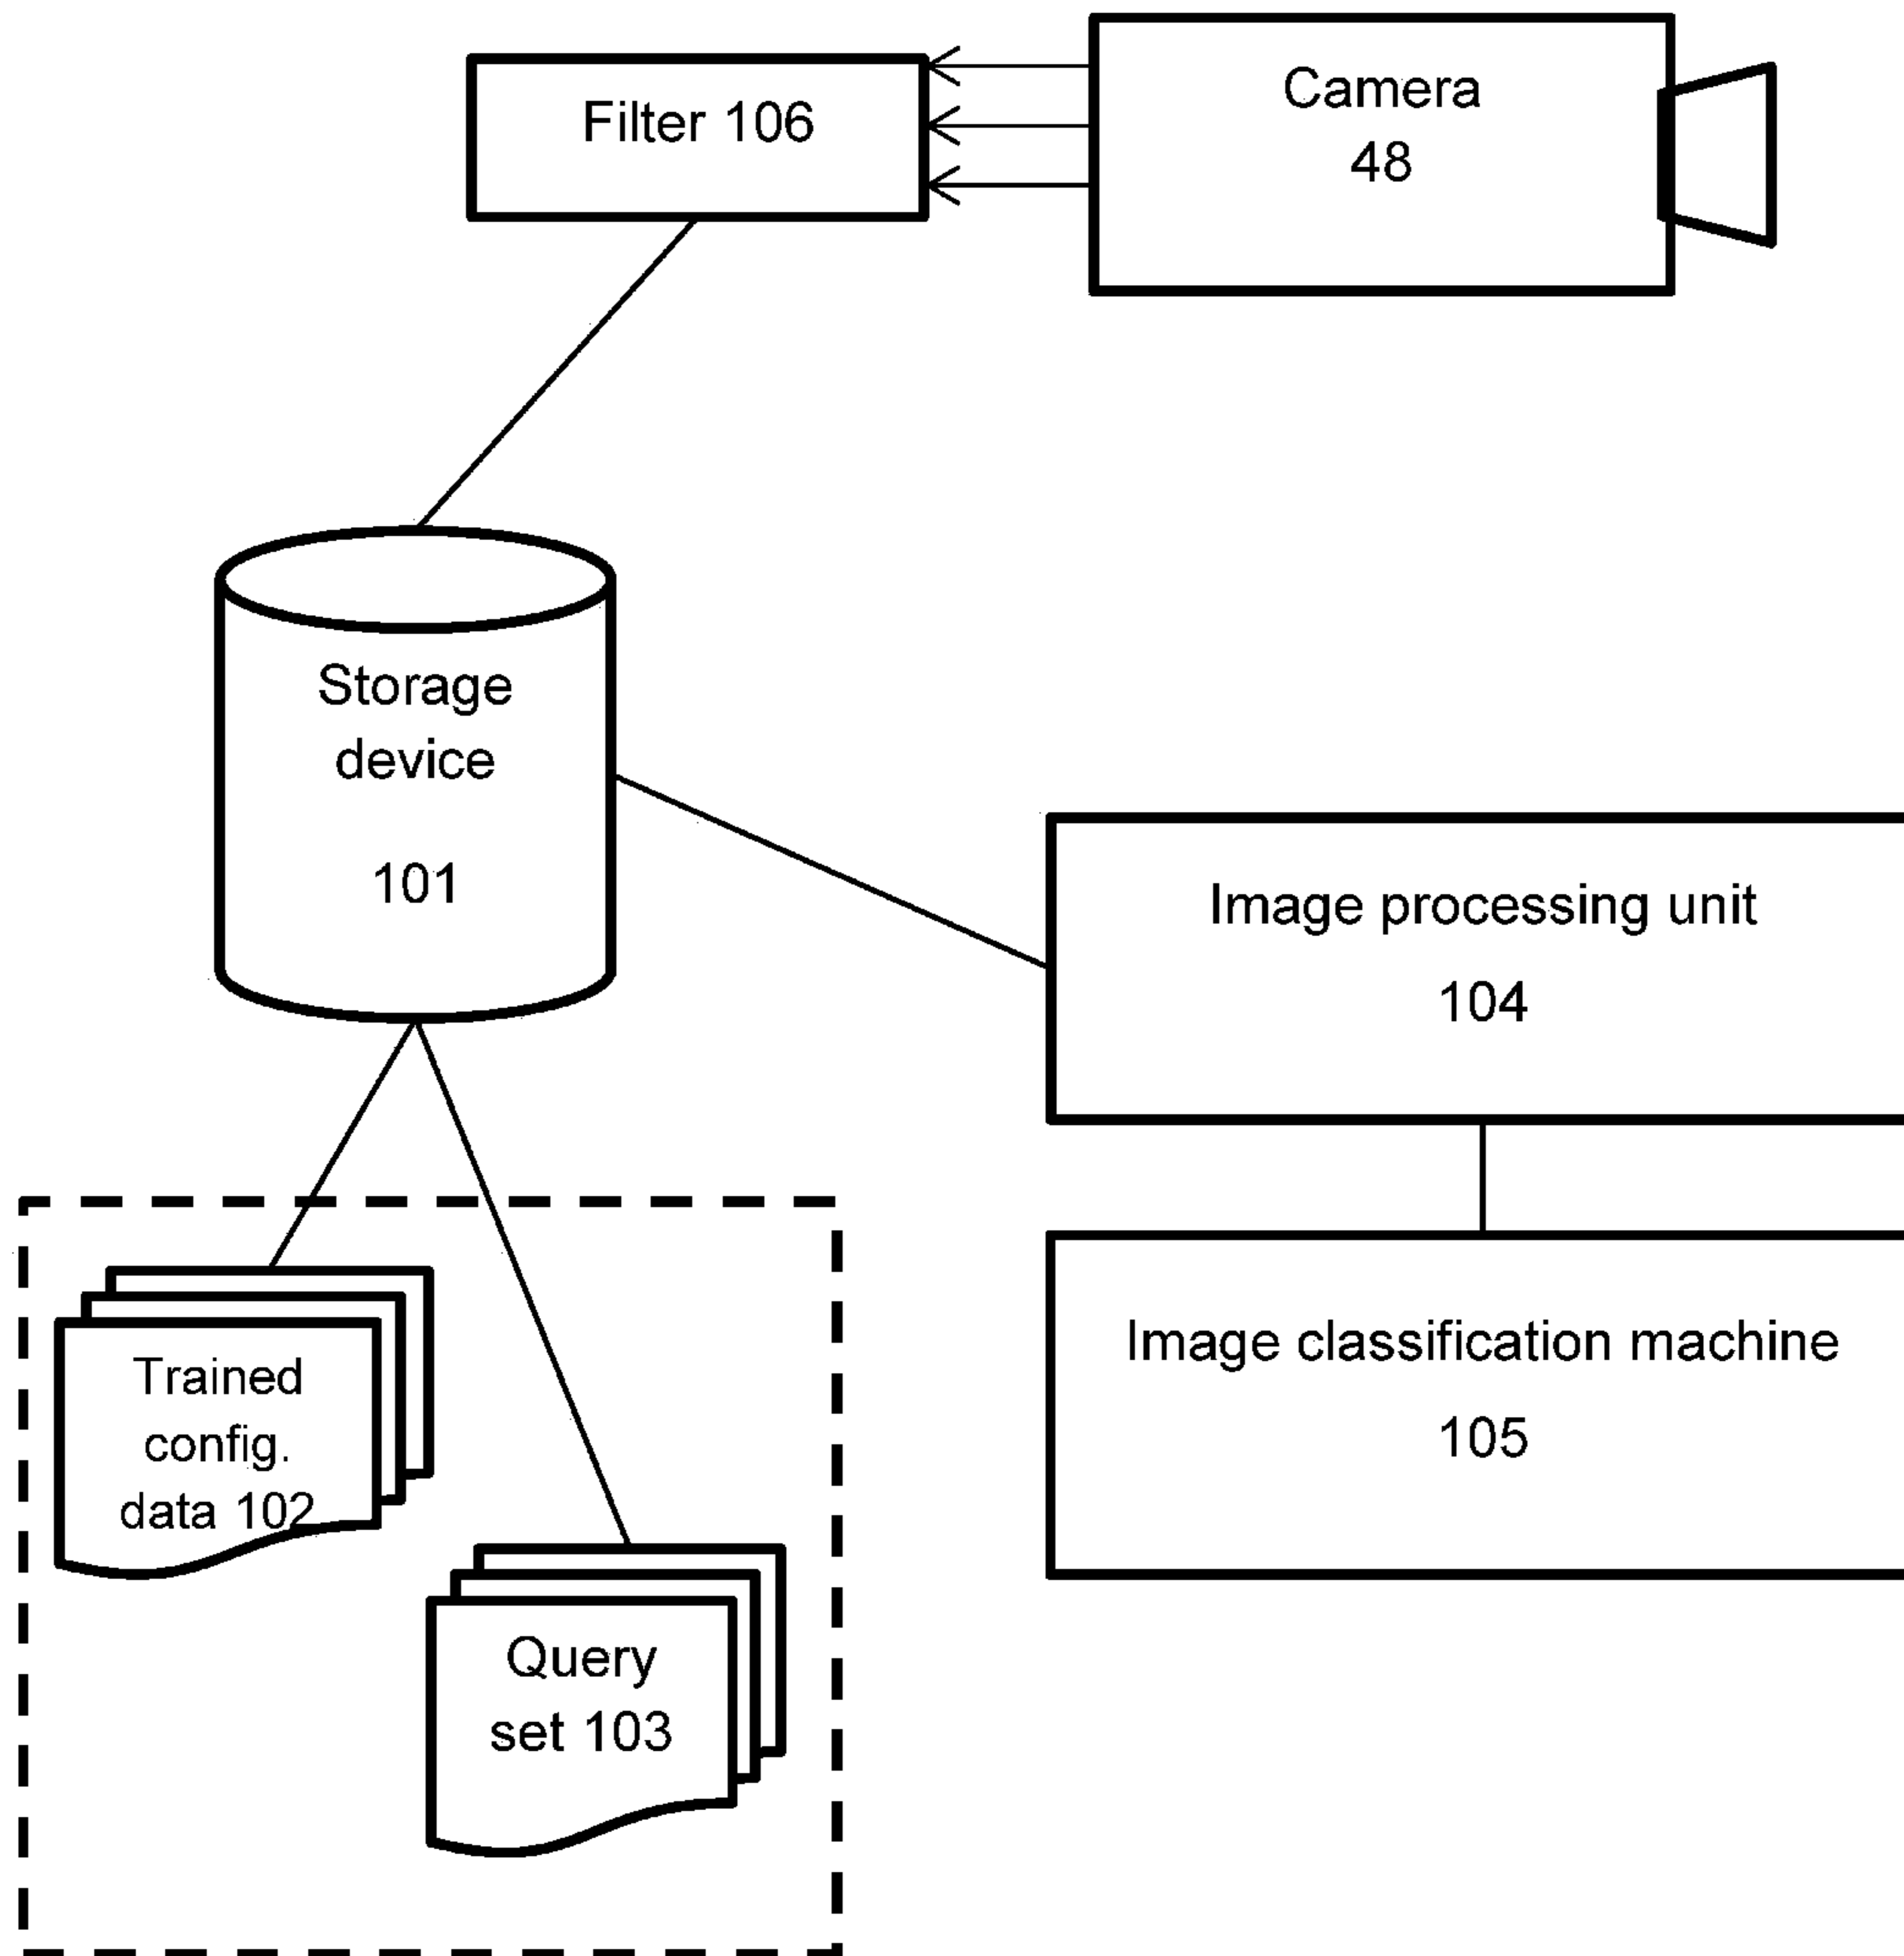 Filter 106
Camera
48
Storage
device
101
Image processing unit
104
Image classification machine
105
Trained
config.
data 102
Query
set 103